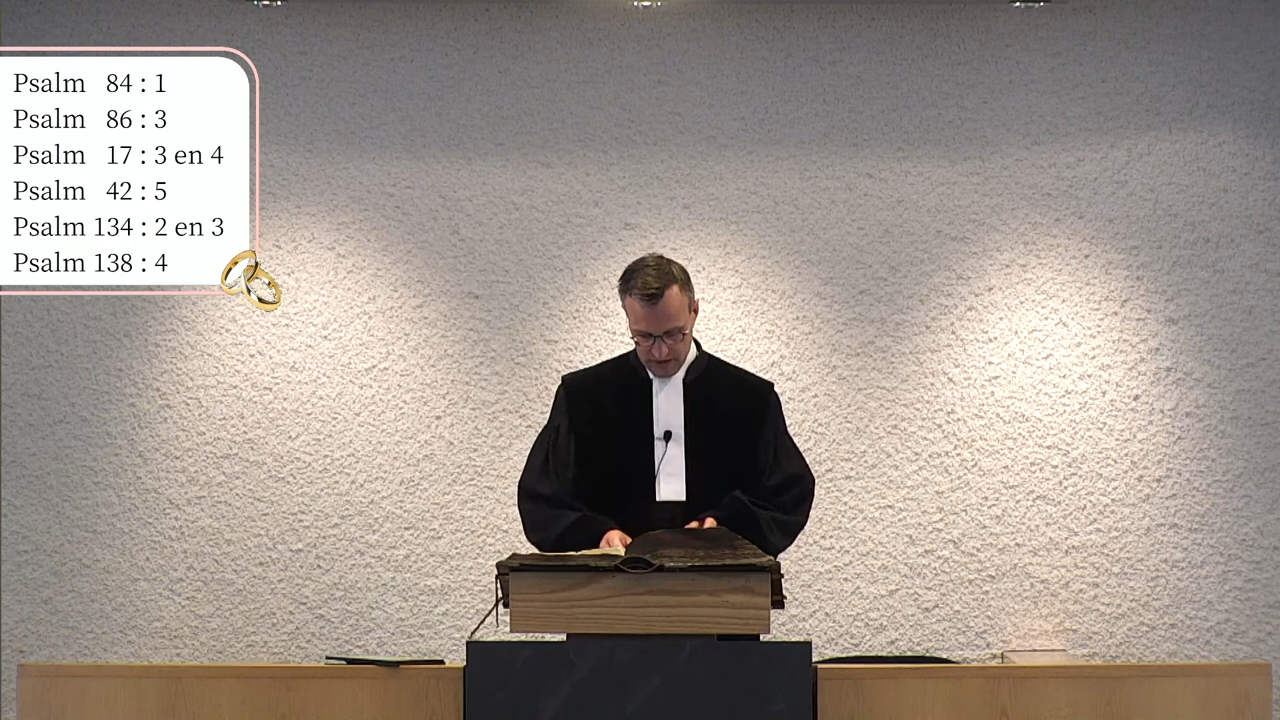 Psalm 84 : 1
Psalm 86 : 3
Psalm 17 : 3 en 4
Psalm 42 : 5
Psalm 134 : 2 en 3
Psalm 138 : 4